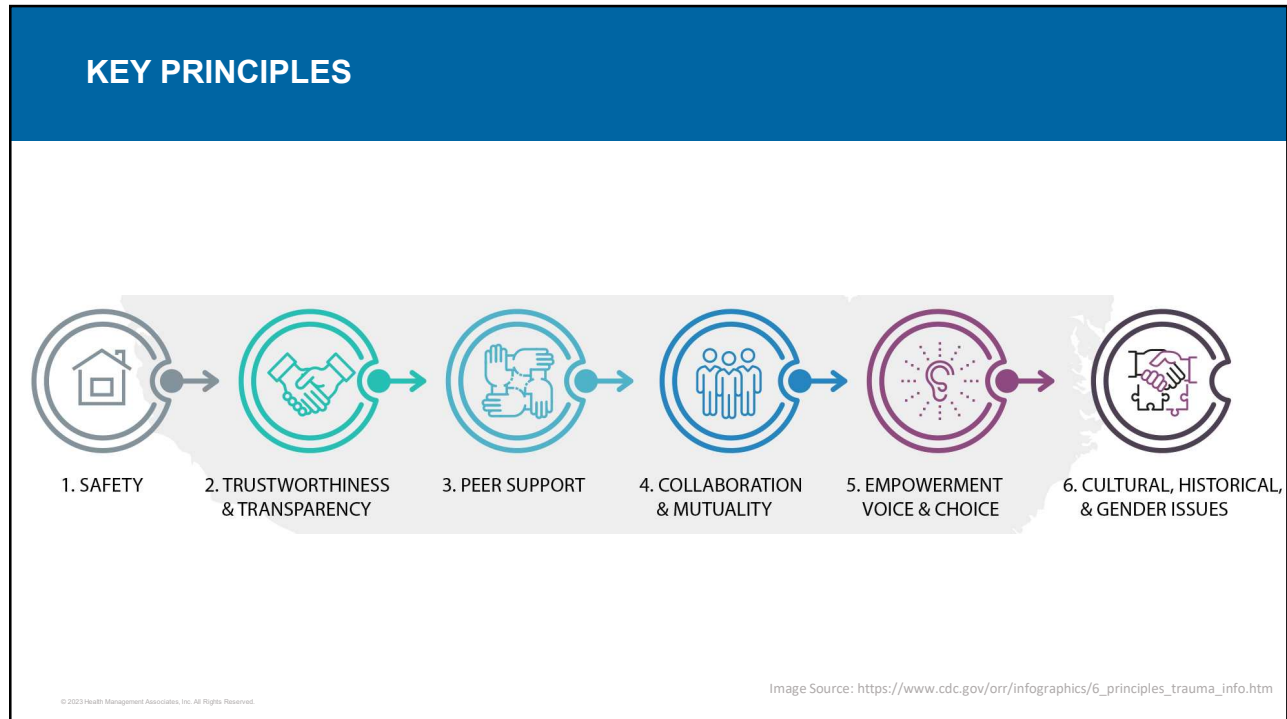 KEY PRINCIPLES
1. SAFETY
2. TRUSTWORTHINESS
& TRANSPARENCY
3. PEER SUPPORT
4. COLLABORATION
& MUTUALITY
5. EMPOWERMENT
VOICE & CHOICE
6. CULTURAL, HISTORICAL,
& GENDER ISSUES
© 2023 Health Management Associates, Inc. All Rights Reserved.
Image Source: https://www.cdc.gov/orr/infographics/6_principles_trauma_info.htm